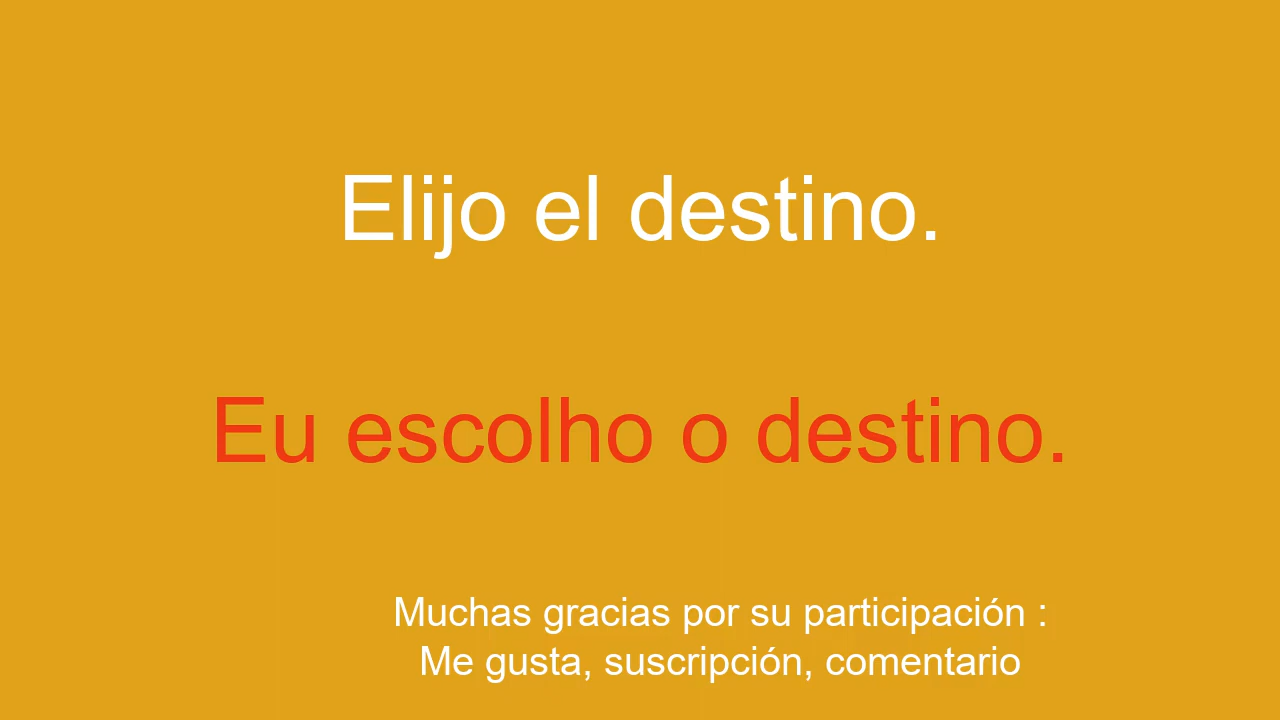 Elijo el destino.
Eu escolho o destino.
Muchas gracias por su participación :
Me gusta, suscripción, comentario